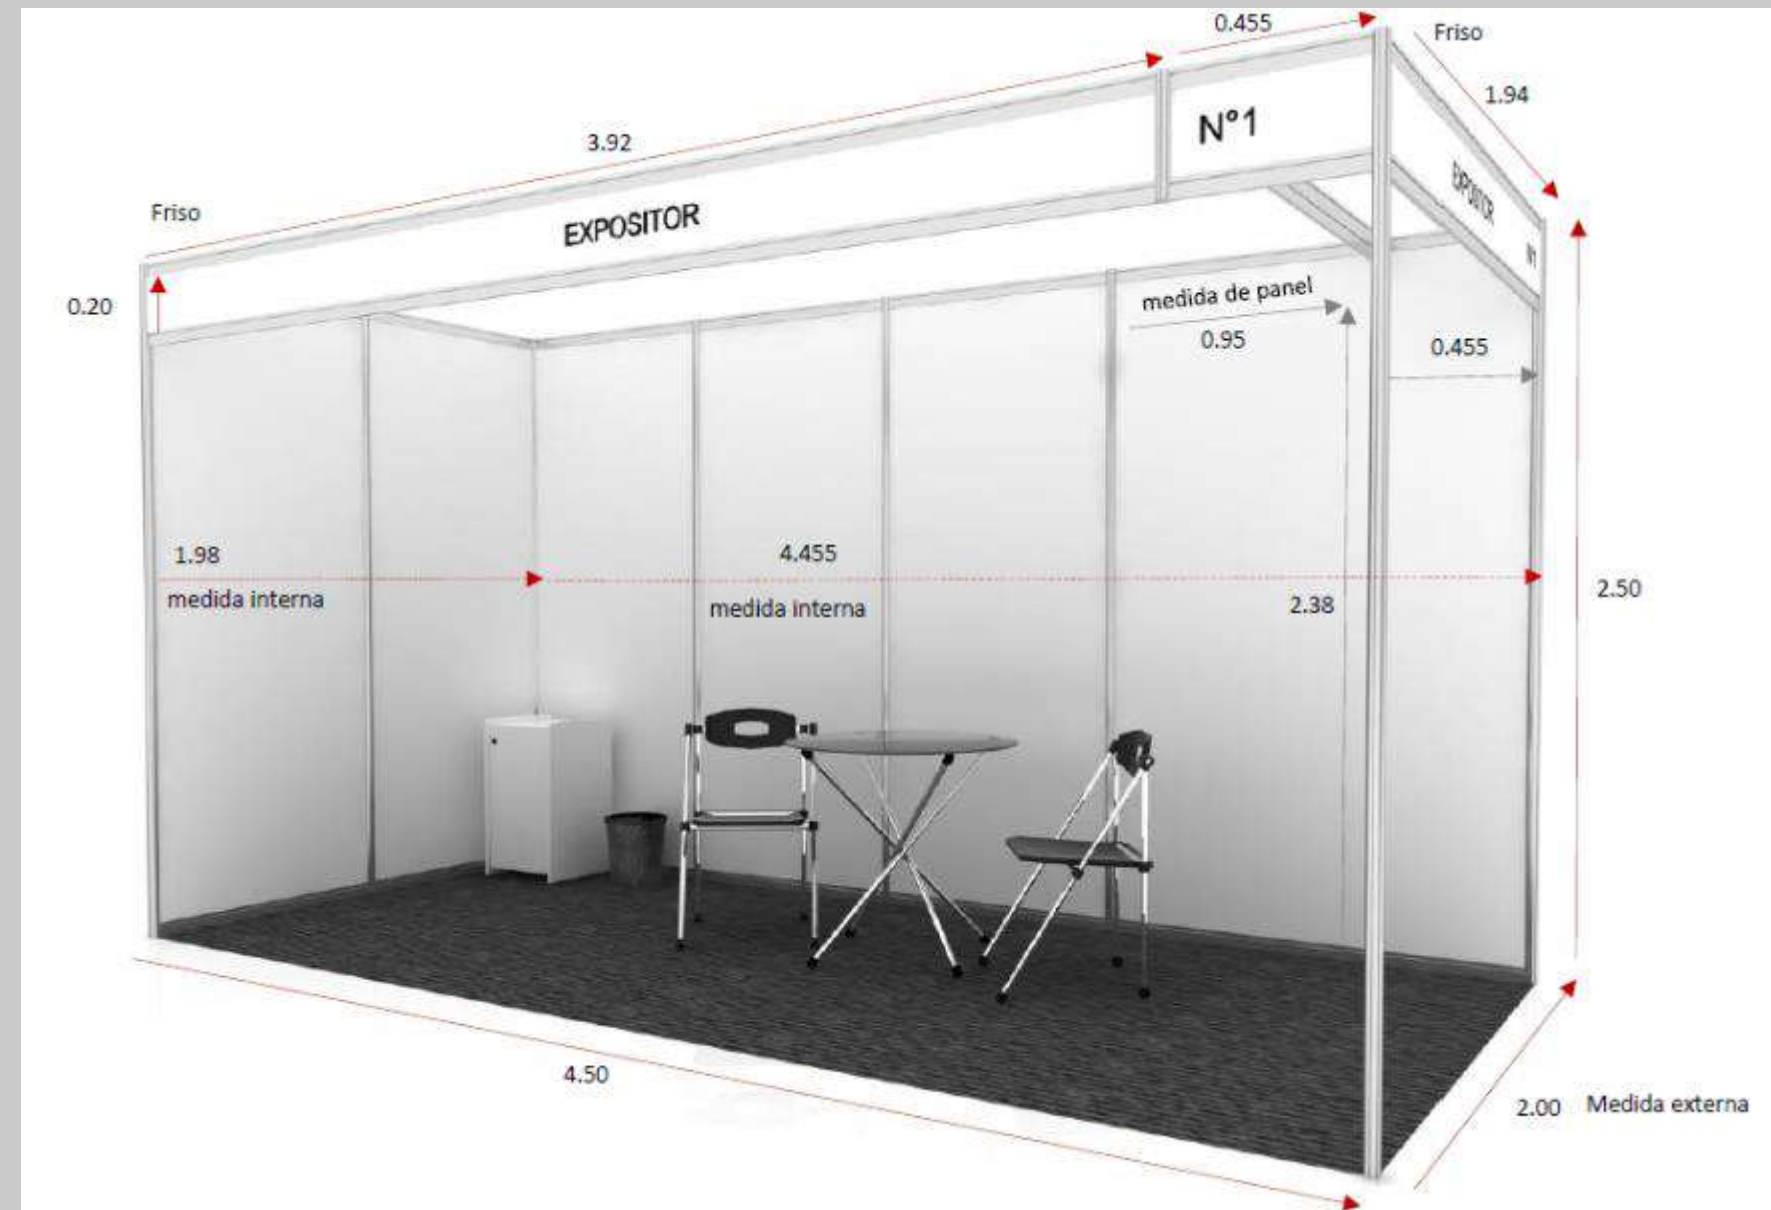 0.455
Friso
1.94
3.92
N°1
Friso
EXPOSITOR
EXPOSITOR
N1
0.20
medida de panel
0.95
0.455
1.98
medida interna
4.455
medida interna
2.38
2.50
4.50
2.00 Medida externa